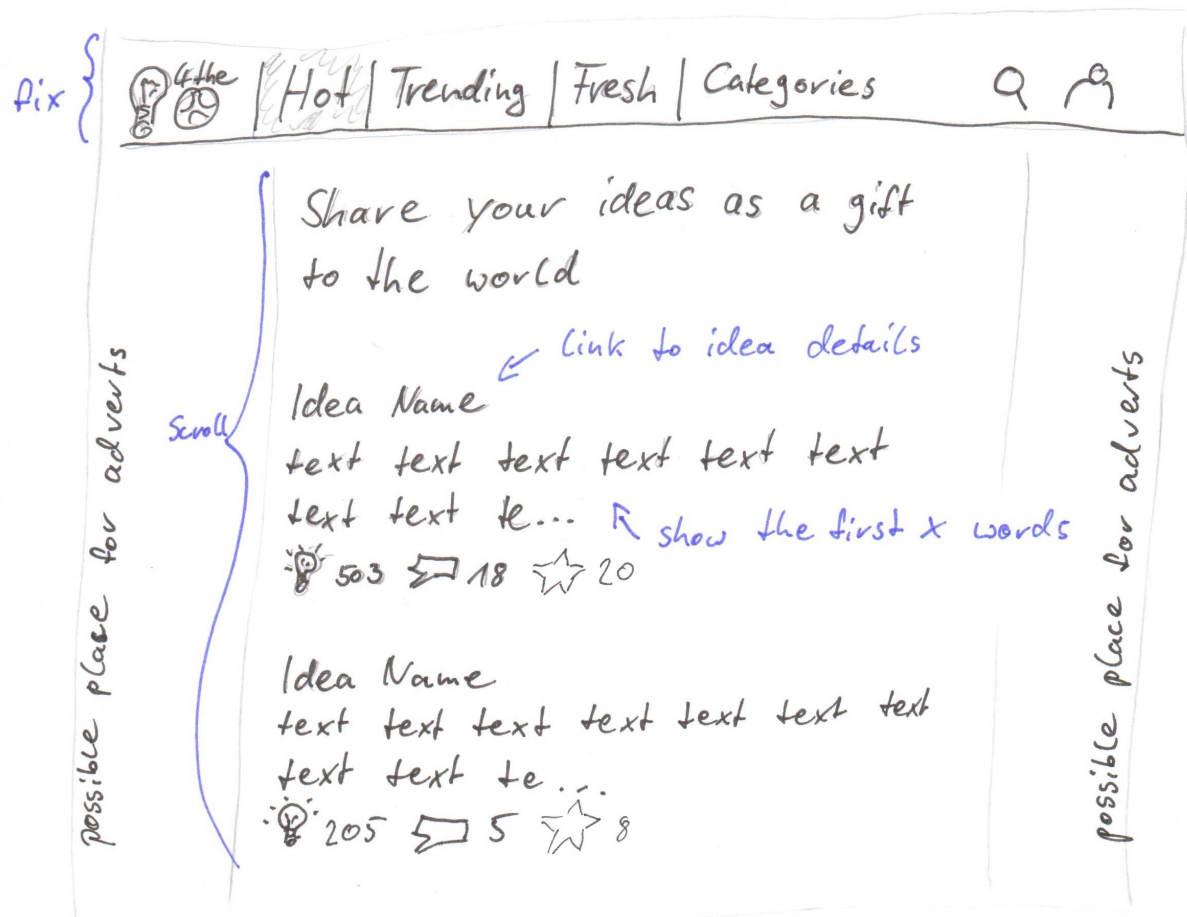 fix
4 the
Hot | Trending | Fresh | Categories
Share your ideas as a gift
to the world
link to idea details
Idea Name
Scroll
text text text text text text
text text te...
show the first x words
503 18 20
Idea Name
text text text text text text text
text text te...
205 5 8
possible place for adverts
possible place for adverts